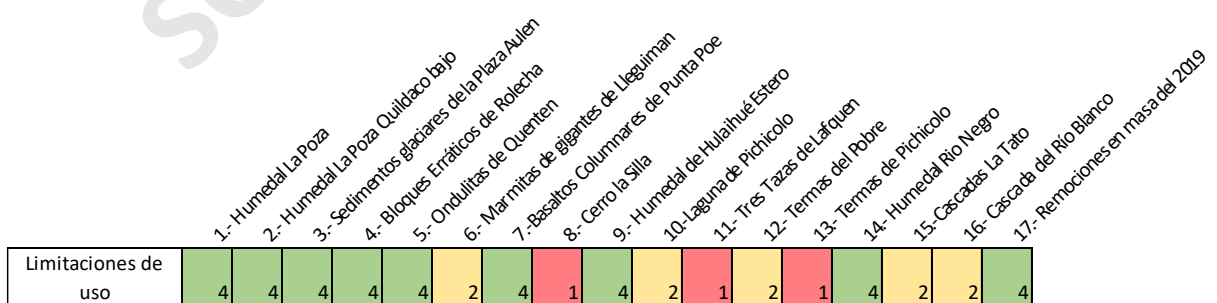 1.- Humedal La Poza
2.- Humedal La Poza Quildaco bajo
3.- Sedimentos glaciares de la Plaza Aulen
4.- Bloques Erráticos de Rolecha
5.- Ondulitas de Quenten
6.- Marmitas de gigantes de Lleguiman
7.-Basaltos Columnares de Punta Poe
8.- Cerro la Silla
9.- Humedal de Hulaihué Estero
10.-Laguna de Pichicolo
11.- Tres Tazas de Lafquen
12.- Termas del Pobre
13.- Termas de Pichicolo
14.- Humedal Rio Negro
15.-Cascadas La Tato
16.- Cascada del Río Blanco
17.- Remociones en masa del 2019
Limitaciones de
uso 4 4 4 4 4 2 4 1 4 2 1 2 1 4 2 2 4